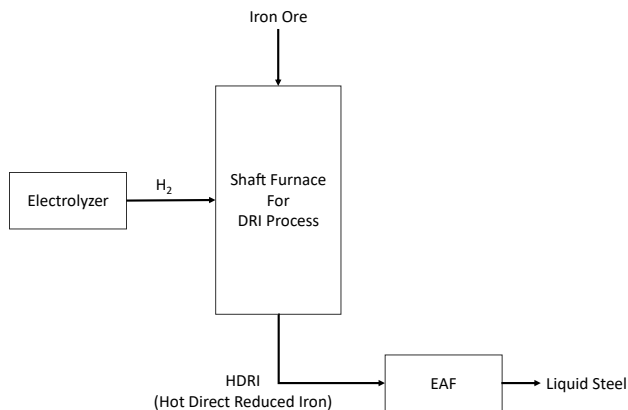 Iron Ore
Shaft Furnace
For
DRI Process
H₂
Electrolyzer
HDRI
(Hot Direct Reduced Iron)
EAF
Liquid Steel